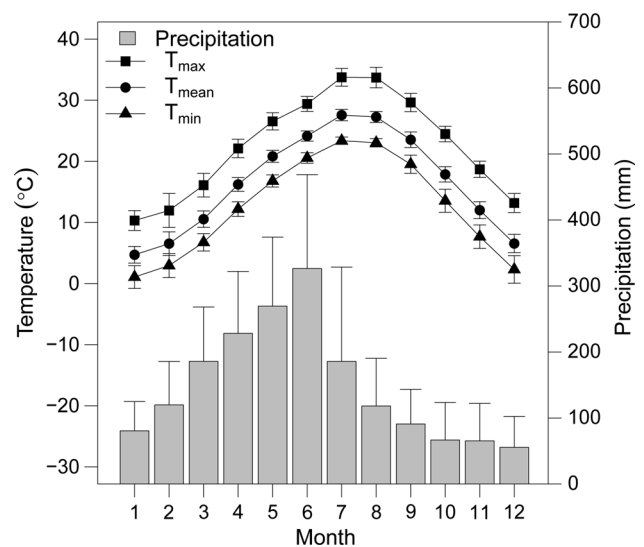 Precipitation
Tmax
Tmean
Tmin
Temperature (°C)
40
30
20
10
0
−10
−20
−30
Precipitation (mm)
700
600
500
400
300
200
100
0
1 2 3 4 5 6 7 8 9 10 11 12
Month